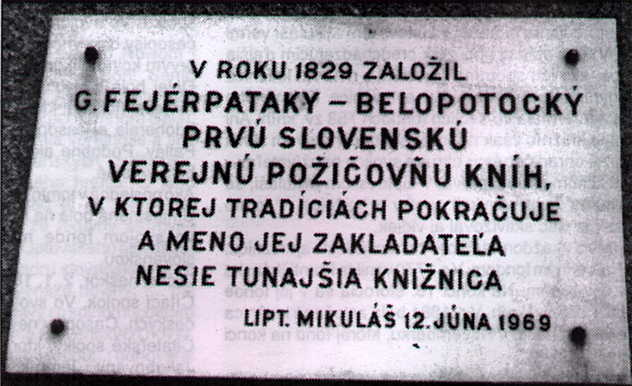 V ROKU 1829 ZALOŽIL
G. FEJÉRPATAKY – BELOPOTOCKÝ
PRVÚ SLOVENSKÚ
VEREJNÚ POŽIČOVŇU KNÍH,
V KTOREJ TRADÍCIÁCH POKRAČUJE
A MENO JEJ ZAKLADATEĽA
NESIE TUNAJŠIA KNIŽNICA
LIPT. MIKULÁŠ 12. JÚNA 1969